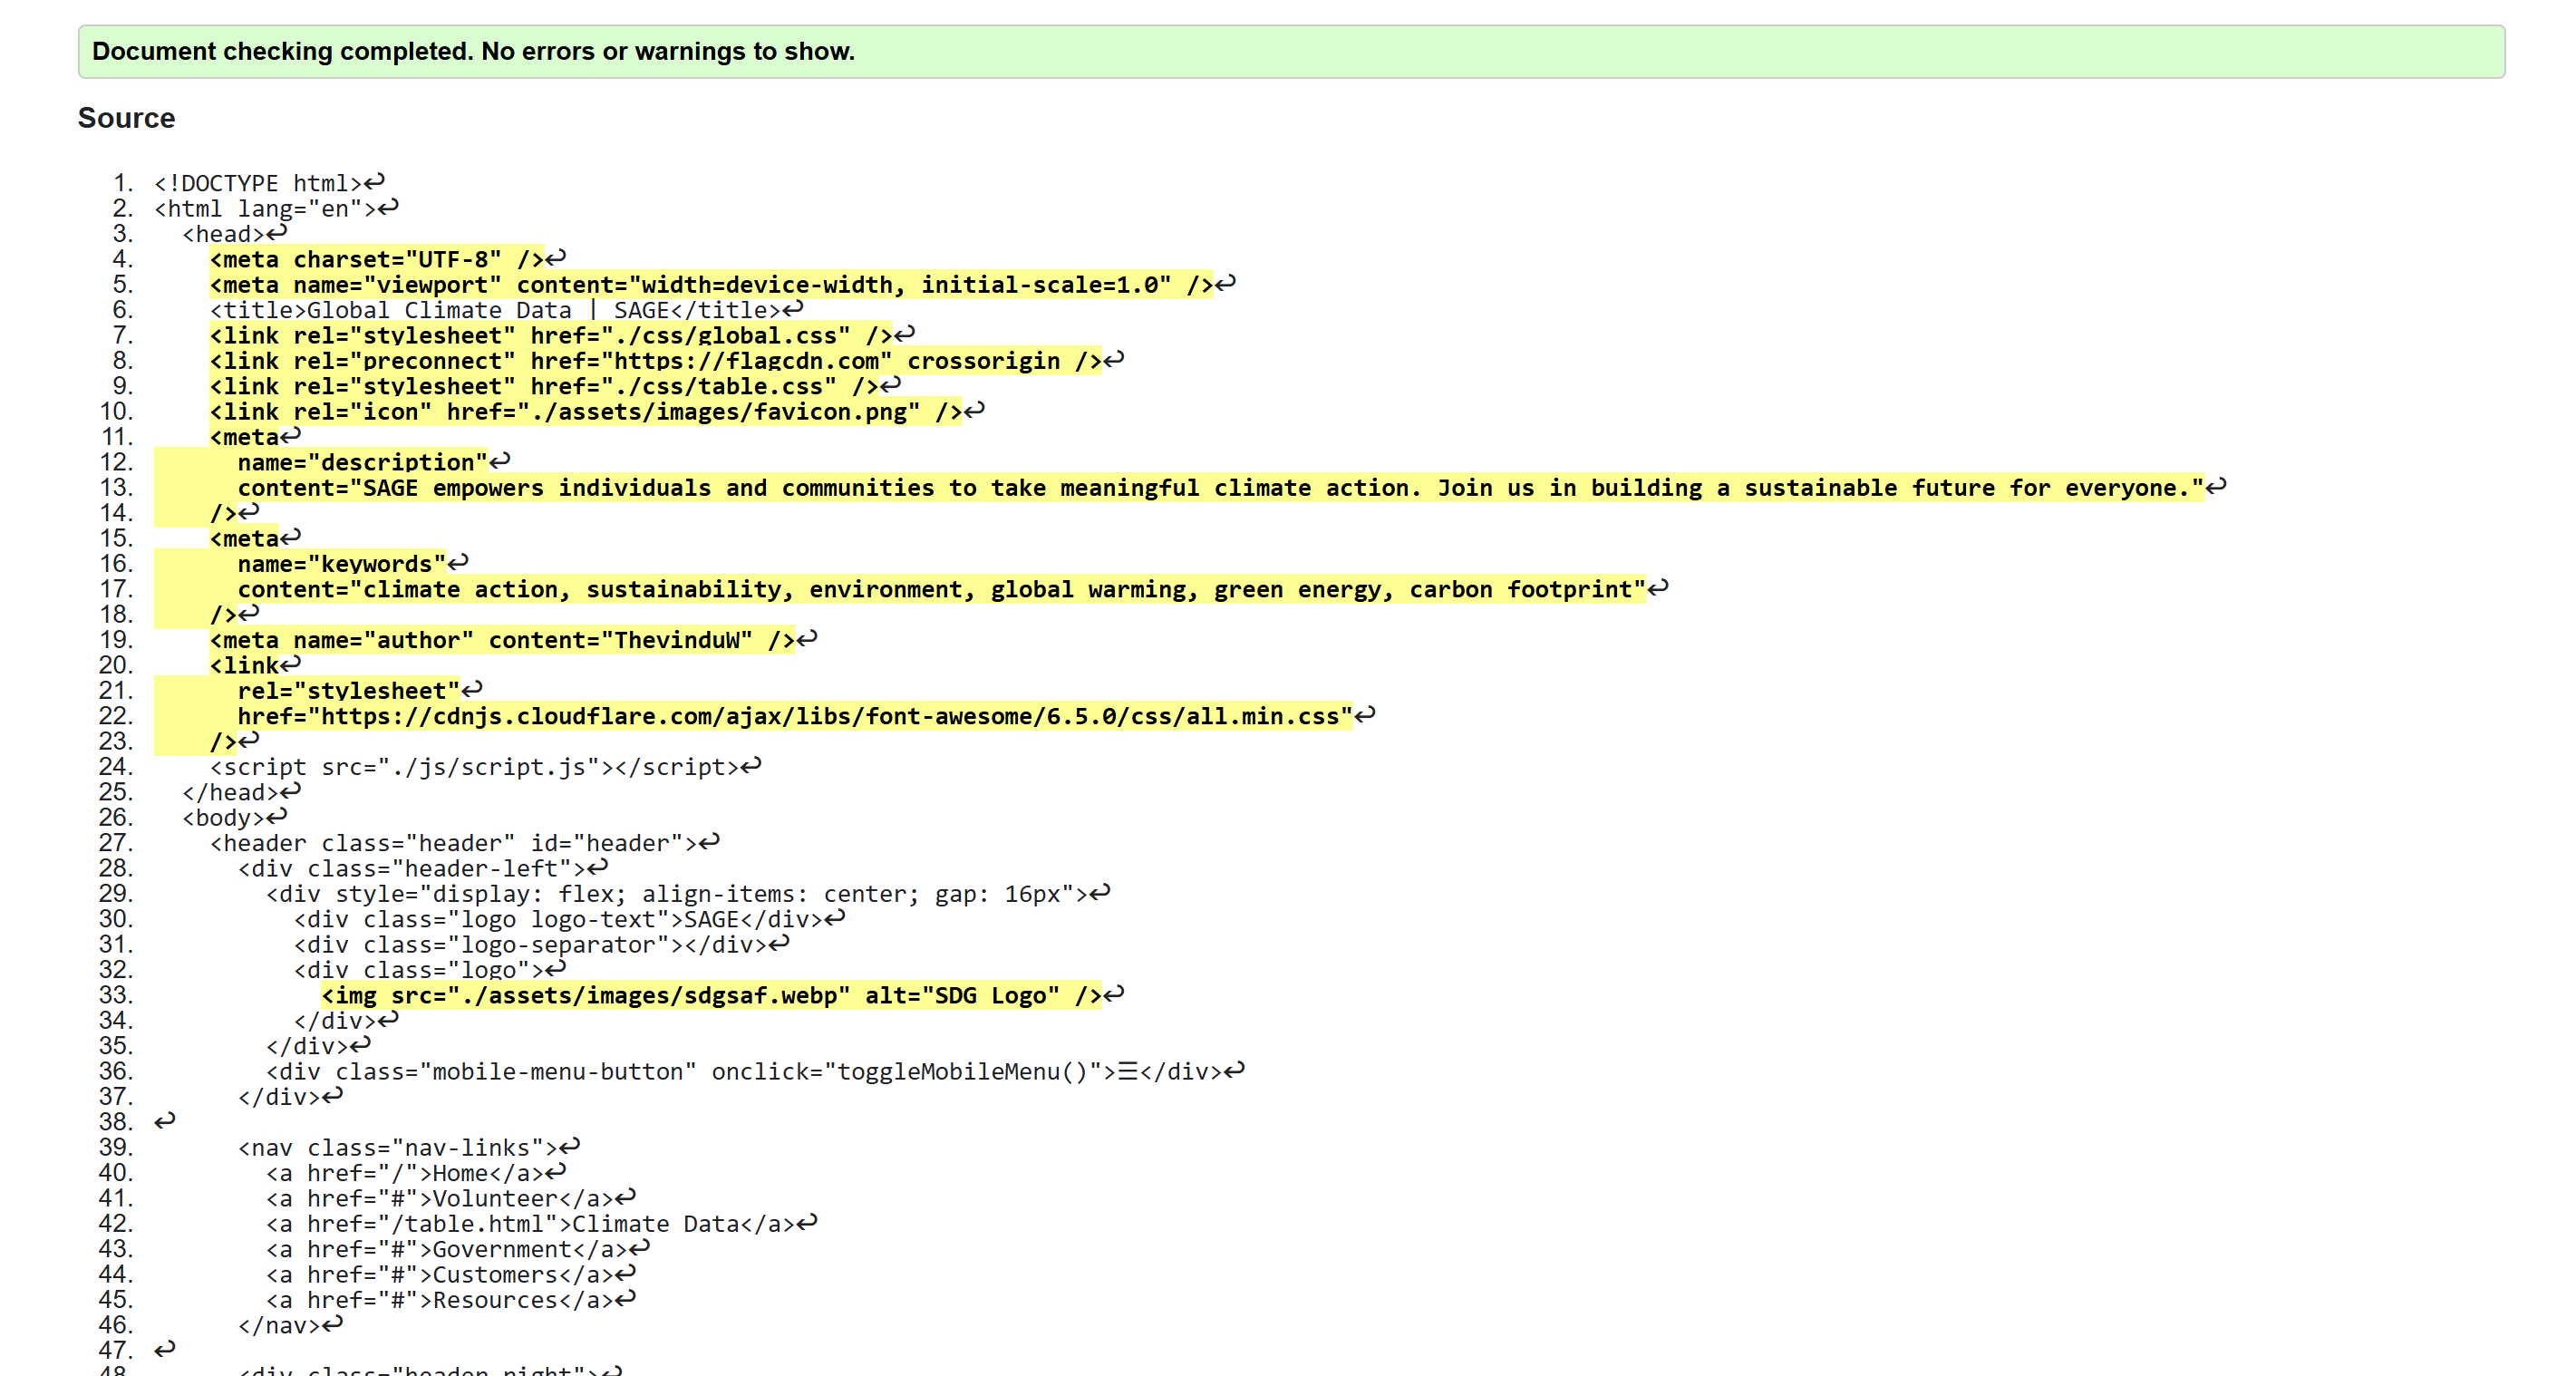 Document checking completed. No errors or warnings to show.
Source
1. <!DOCTYPE html>↩
2. <html lang="en">↩
3.   <head>↩
4.     <meta charset="UTF-8" />↩
5.     <meta name="viewport" content="width=device-width, initial-scale=1.0" />↩
6.     <title>Global Climate Data | SAGE</title>↩
7.     <link rel="stylesheet" href="./css/global.css" />↩
8.     <link rel="preconnect" href="https://flagcdn.com" crossorigin />↩
9.     <link rel="stylesheet" href="./css/table.css" />↩
10.     <link rel="icon" href="./assets/images/favicon.png" />↩
11.     <meta↩
12.       name="description"↩
13.       content="SAGE empowers individuals and communities to take meaningful climate action. Join us in building a sustainable future for everyone."↩
14.     />↩
15.     <meta↩
16.       name="keywords"↩
17.       content="climate action, sustainability, environment, global warming, green energy, carbon footprint"↩
18.     />↩
19.     <meta name="author" content="ThevinduW" />↩
20.     <link↩
21.       rel="stylesheet"↩
22.       href="https://cdnjs.cloudflare.com/ajax/libs/font-awesome/6.5.0/css/all.min.css"↩
23.     />↩
24.     <script src="./js/script.js"></script>↩
25.   </head>↩
26.   <body>↩
27.     <header class="header" id="header">↩
28.       <div class="header-left">↩
29.         <div style="display: flex; align-items: center; gap: 16px">↩
30.           <div class="logo logo-text">SAGE</div>↩
31.           <div class="logo-separator"></div>↩
32.           <div class="logo">↩
33.             <img src="./assets/images/sdgsaf.webp" alt="SDG Logo" />↩
34.           </div>↩
35.         </div>↩
36.         <div class="mobile-menu-button" onclick="toggleMobileMenu()">☰</div>↩
37.       </div>↩
38. ↩
39.       <nav class="nav-links">↩
40.         <a href="/">Home</a>↩
41.         <a href="#">Volunteer</a>↩
42.         <a href="/table.html">Climate Data</a>↩
43.         <a href="#">Government</a>↩
44.         <a href="#">Customers</a>↩
45.         <a href="#">Resources</a>↩
46.       </nav>↩
47. ↩
48.       <div class="header-right">↩